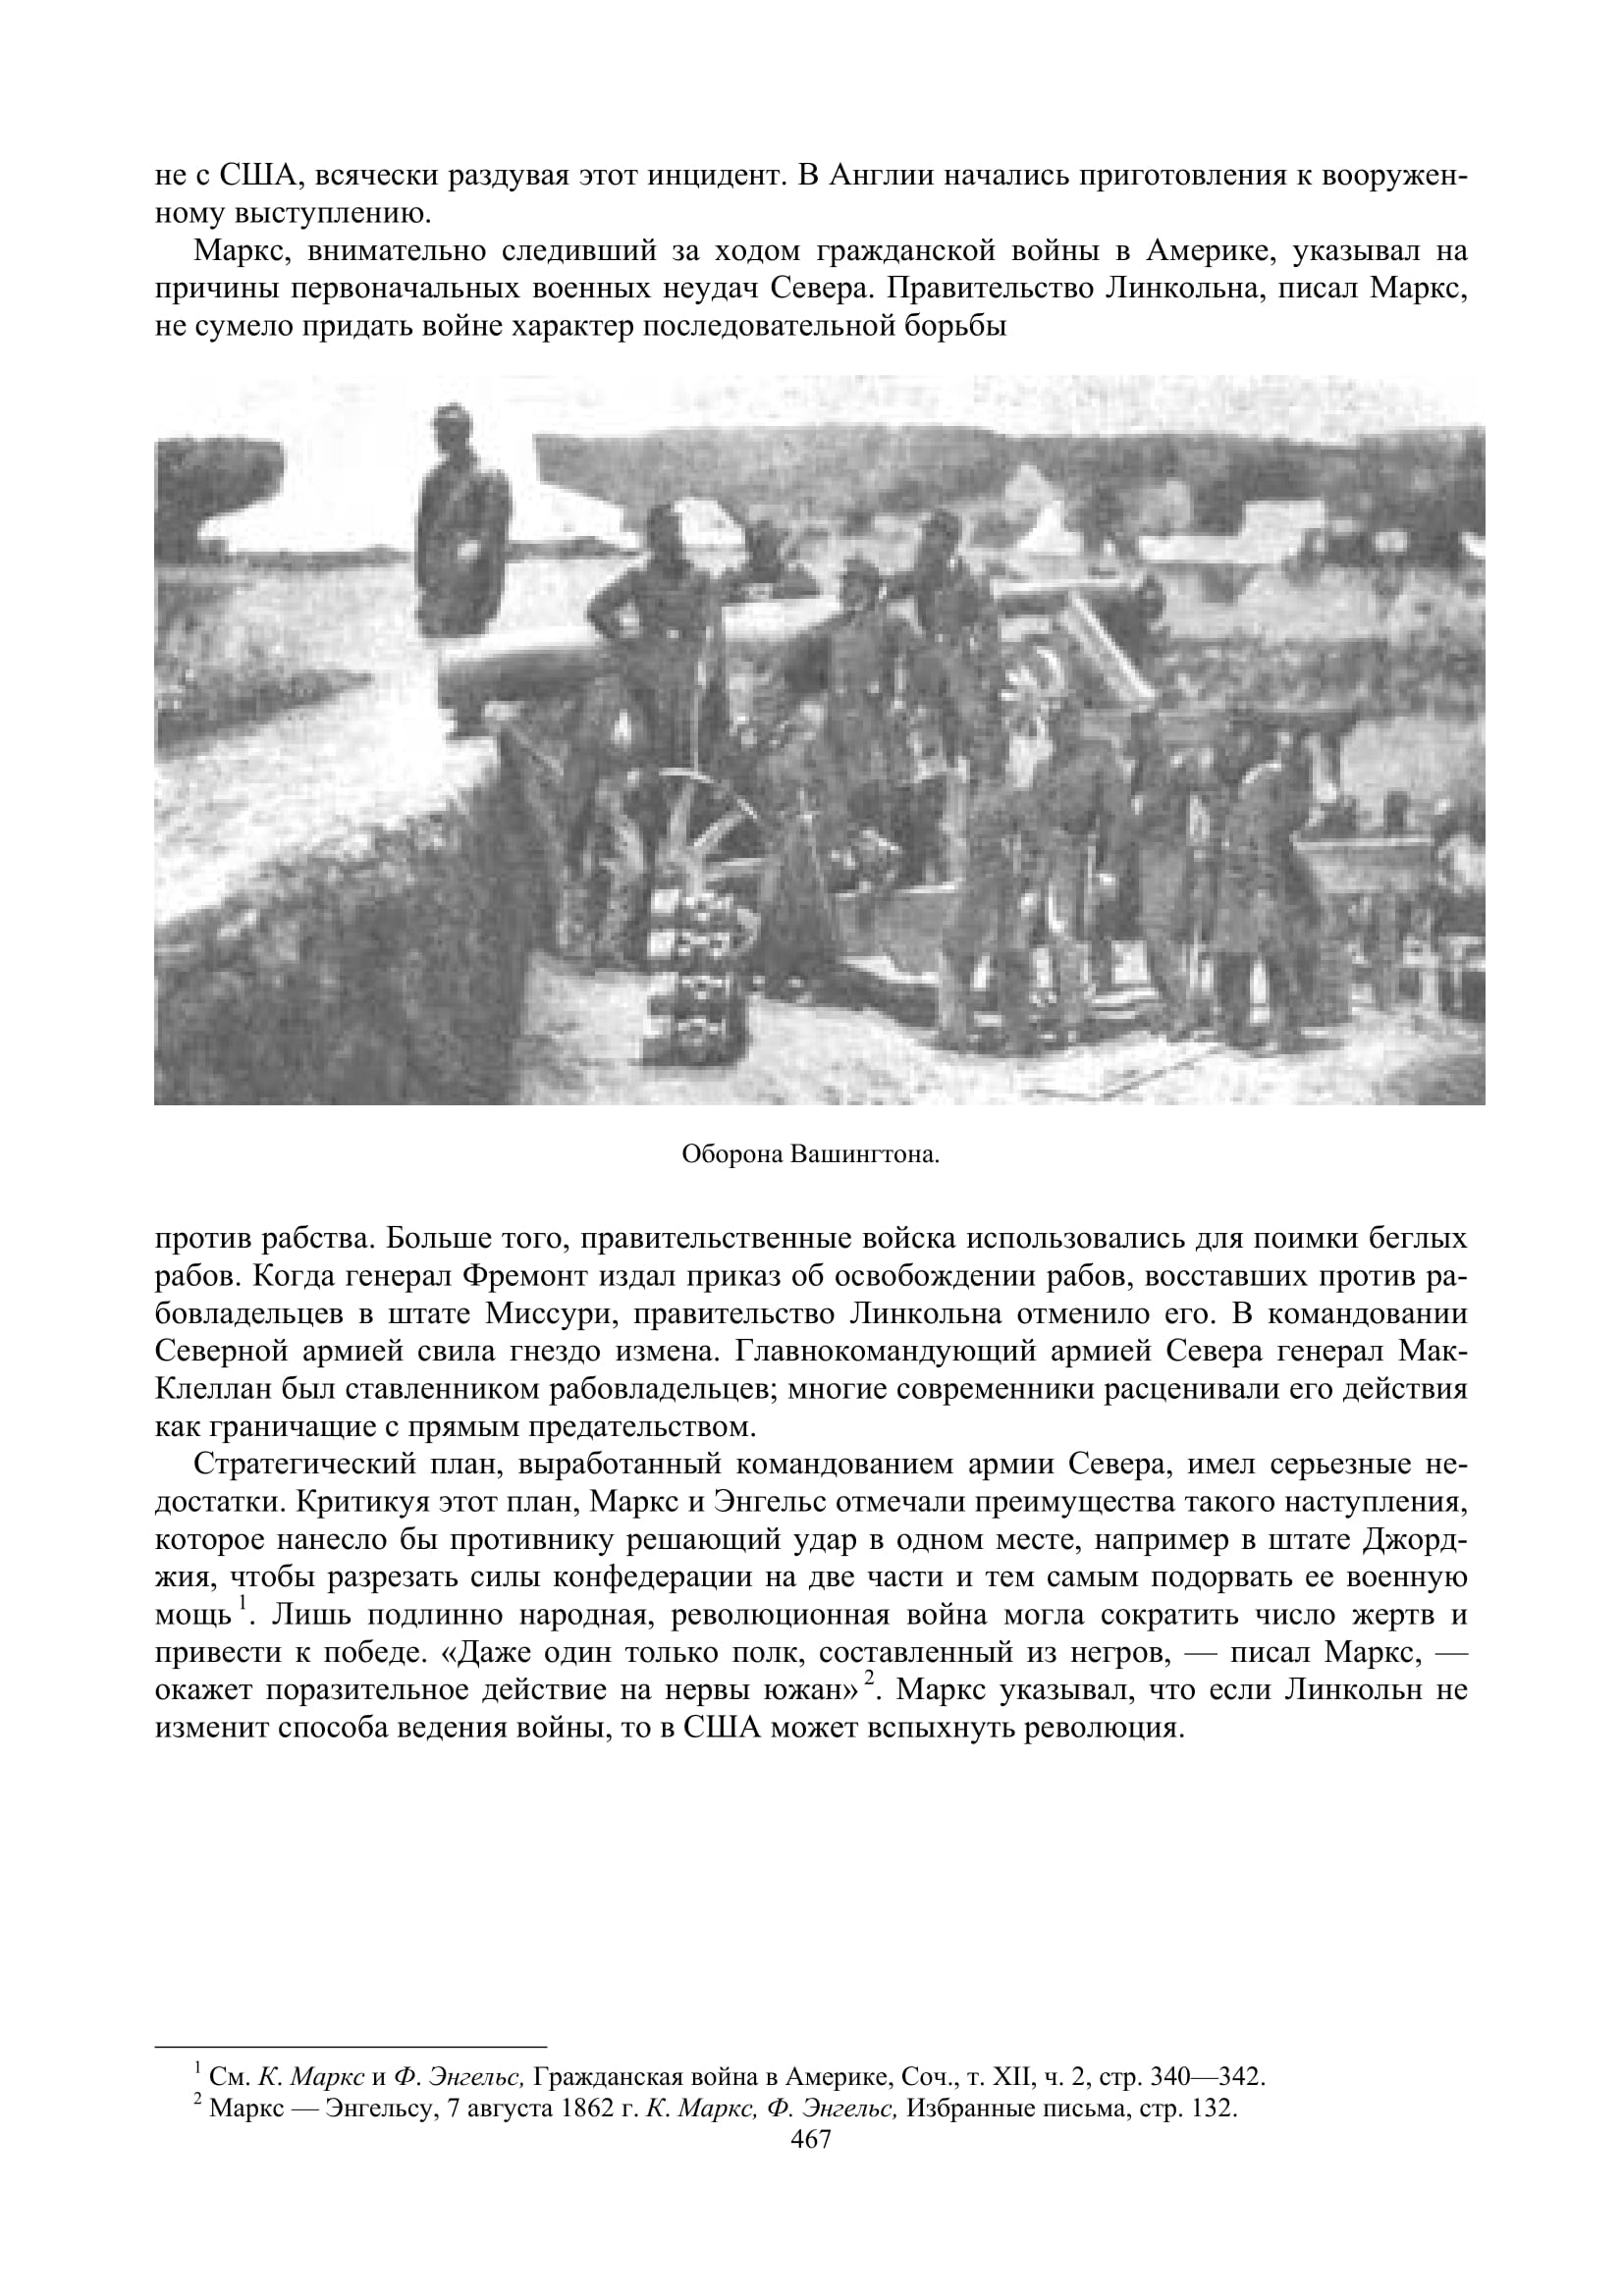 не с США, всячески раздувая этот инцидент. В Англии начались приготовления к вооружен-
ному выступлению.
Маркс, внимательно следивший за ходом гражданской войны в Америке, указывал на
причины первоначальных военных неудач Севера. Правительство Линкольна, писал Маркс,
не сумело придать войне характер последовательной борьбы
Оборона Вашингтона.
против рабства. Больше того, правительственные войска использовались для поимки беглых
рабов. Когда генерал Фремонт издал приказ об освобождении рабов, восставших против ра-
бовладельцев в штате Миссури, правительство Линкольна отменило его. В командовании
Северной армией свила гнездо измена. Главнокомандующий армией Севера генерал Мак-
Клеллан был ставленником рабовладельцев; многие современники расценивали его действия
как граничащие с прямым предательством.
Стратегический план, выработанный командованием армии Севера, имел серьезные не-
достатки. Критикуя этот план, Маркс и Энгельс отмечали преимущества такого наступления,
которое нанесло бы противнику решающий удар в одном месте, например в штате Джорд-
жия, чтобы разрезать силы конфедерации на две части и тем самым подорвать ее военную
мощь 1. Лишь подлинно народная, революционная война могла сократить число жертв и
привести к победе. «Даже один только полк, составленный из негров, — писал Маркс, —
окажет поразительное действие на нервы южан» 2. Маркс указывал, что если Линкольн не
изменит способа ведения войны, то в США может вспыхнуть революция.
1 См. К. Маркс и Ф. Энгельс, Гражданская война в Америке, Соч., т. XII, ч. 2, стр. 340—342.
2 Маркс — Энгельсу, 7 августа 1862 г. К. Маркс, Ф. Энгельс, Избранные письма, стр. 132.
467